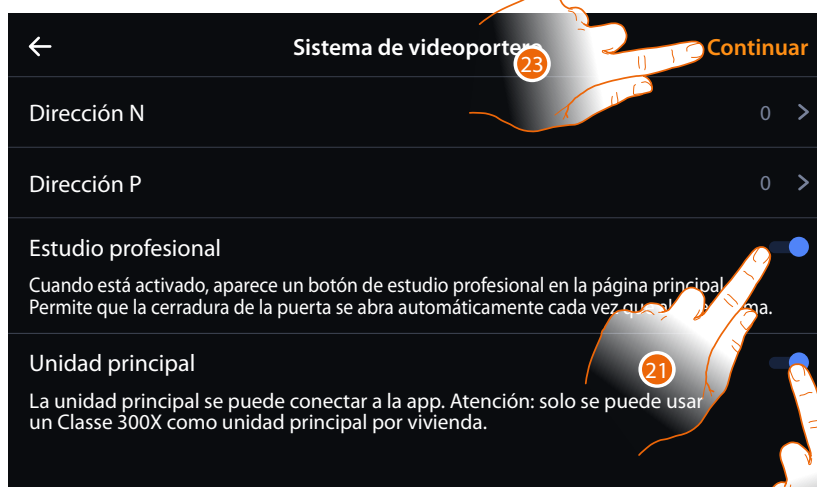 Sistema de videoportero
23
Continuar
Dirección N
0
Dirección P
0
Estudio profesional
Cuando está activado, aparece un botón de estudio profesional en la página principal
Permite que la cerradura de la puerta se abra automáticamente cada vez que
Unidad principal
21
La unidad principal se puede conectar a la app. Atención: solo se puede usar
un Classe 300X como unidad principal por vivienda.